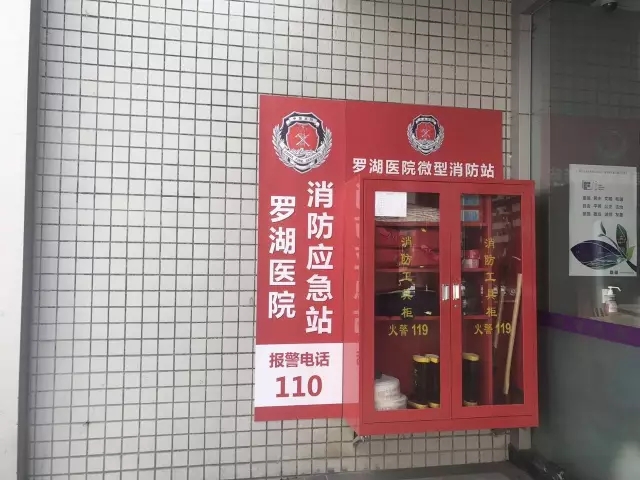 消防应急站
罗湖医院
报警电话
110
罗湖医院微型消防站
消防工具柜
火警119
消防工具柜
火警119